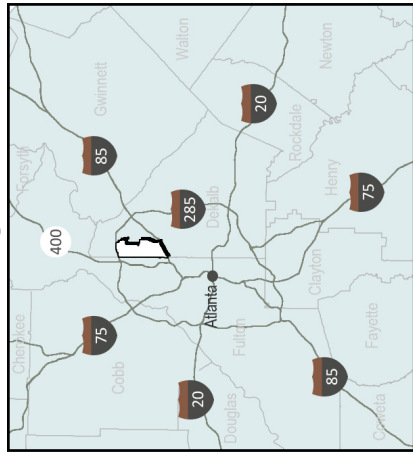 Cherokee
Forsyth
400
Gwinnett
85
75
Cobb
Walton
285
20
DeKalb
Atlanta
20
Fulton
Douglas
Rockdale
Newton
Henry
Clayton
75
85
Fayette
Coweta